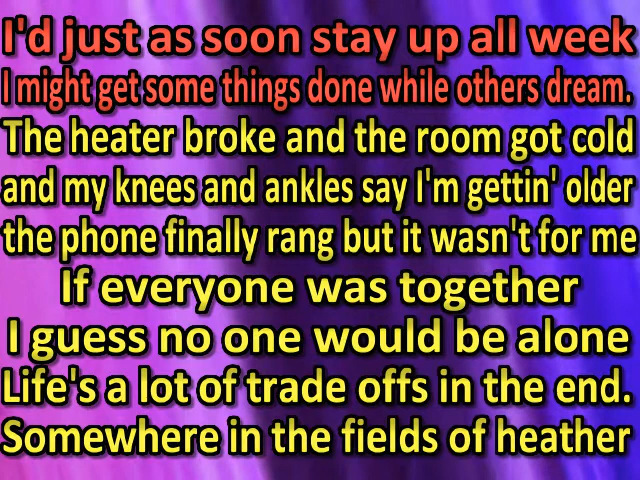 I'd just as soon stay up all week
I might get some things done while others dream.
The heater broke and the room got cold
and my knees and ankles say I'm gettin' older
the phone finally rang but it wasn't for me
If everyone was together
I guess no one would be alone
Life's a lot of trade offs in the end.
Somewhere in the fields of heather